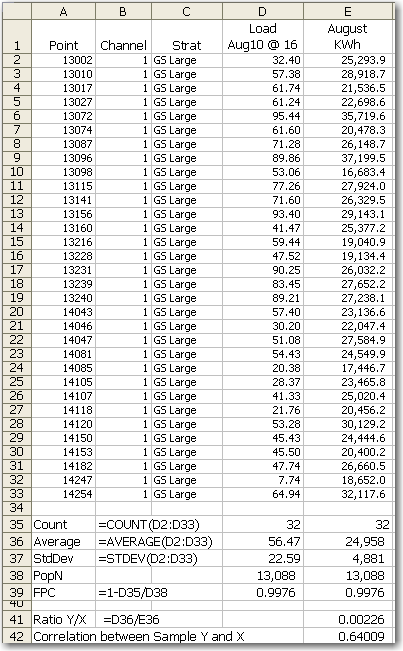 A B C D E
1 Point Channel Strat Load Aug10 @ 16 August KWh
2 13002 1 GS Large 32.40 25,293.9
3 13010 1 GS Large 57.38 28,918.7
4 13017 1 GS Large 61.74 21,536.5
5 13027 1 GS Large 61.24 22,698.6
6 13072 1 GS Large 95.44 35,719.6
7 13074 1 GS Large 61.60 20,478.3
8 13087 1 GS Large 71.28 26,148.7
9 13096 1 GS Large 89.86 37,199.5
10 13098 1 GS Large 53.06 16,683.4
11 13115 1 GS Large 77.26 27,924.0
12 13141 1 GS Large 71.60 26,329.5
13 13156 1 GS Large 93.40 29,143.1
14 13160 1 GS Large 41.47 25,377.2
15 13216 1 GS Large 59.44 19,040.9
16 13228 1 GS Large 47.52 19,134.4
17 13231 1 GS Large 90.25 26,032.2
18 13239 1 GS Large 83.45 27,652.2
19 13240 1 GS Large 89.21 27,238.1
20 14043 1 GS Large 57.40 23,136.6
21 14046 1 GS Large 30.20 22,047.4
22 14047 1 GS Large 51.08 27,584.9
23 14081 1 GS Large 54.43 24,549.9
24 14085 1 GS Large 20.38 17,446.7
25 14105 1 GS Large 28.37 23,465.8
26 14107 1 GS Large 41.33 25,020.4
27 14118 1 GS Large 21.76 20,456.2
28 14120 1 GS Large 53.28 30,129.2
29 14150 1 GS Large 45.43 24,444.6
30 14153 1 GS Large 45.50 20,400.2
31 14182 1 GS Large 47.74 26,660.5
32 14247 1 GS Large 7.74 18,652.0
33 14254 1 GS Large 64.94 32,117.6
34
35 Count =COUNT(D2:D33) 32 32
36 Average =AVERAGE(D2:D33) 56.47 24,958
37 StdDev =STDEV(D2:D33) 22.59 4,881
38 PopN 13,088 13,088
39 FPC =1-D35/D38 0.9976 0.9976
40
41 Ratio Y/X =D36/E36 0.00226
42 Correlation between Sample Y and X 0.64009